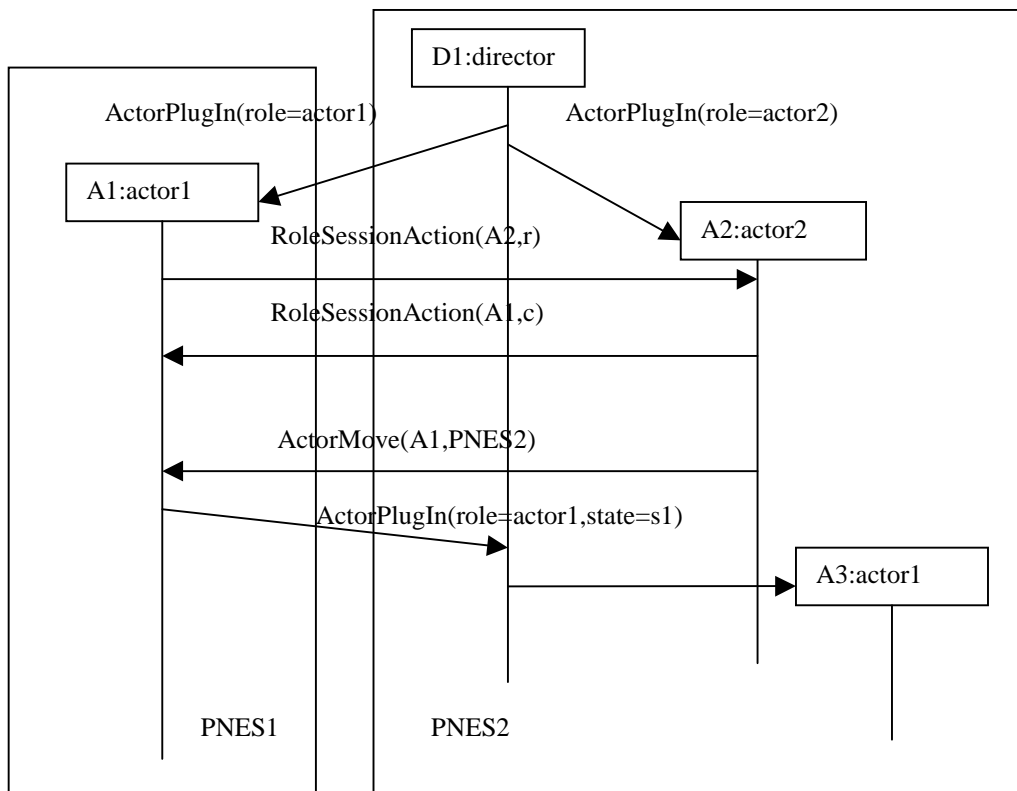 D1:director
ActorPlugIn(role=actor1)
ActorPlugIn(role=actor2)
A1:actor1
A2:actor2
RoleSessionAction(A2,r)
RoleSessionAction(A1,c)
ActorMove(A1,PNES2)
ActorPlugIn(role=actor1,state=s1)
A3:actor1
PNES1
PNES2